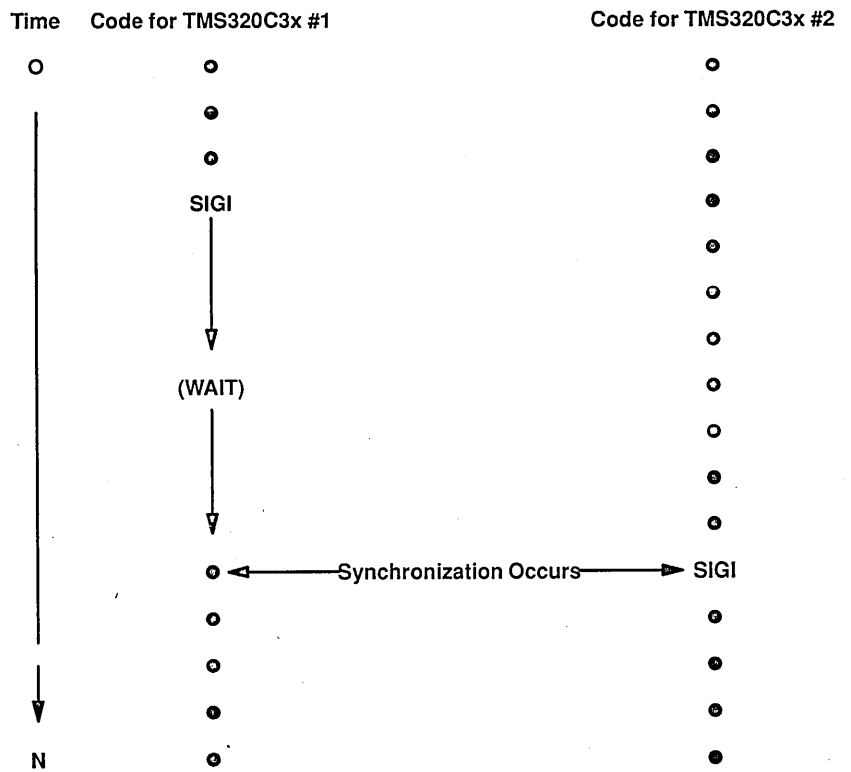 Time Code for TMS320C3x #1 Code for TMS320C3x #2
O
SIGI
(WAIT)
Synchronization Occurs SIGI
N